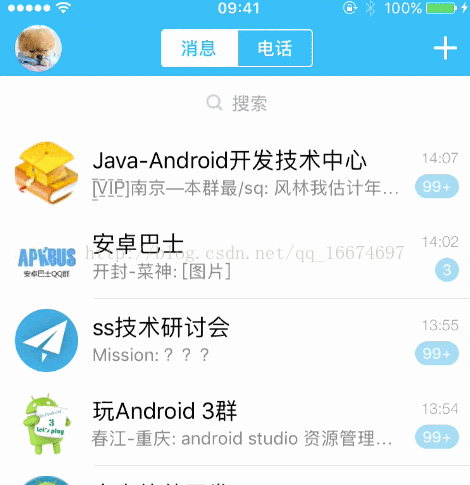 09:41
100%
消息
电话
搜索
Java-Android开发技术中心
14:07
[VIP]南京—本群最/sq: 风林我估计年...
99+
APKBUS
安卓巴士QQ群
安卓巴士
14:02
http://blog.csdn.net/qq_16674697
开封-菜神: [图片]
3
ss技术研讨会
13:55
Mission: ? ? ?
99+
3
let's play
玩Android 3群
13:54
春江-重庆: android studio 资源管理...
99+